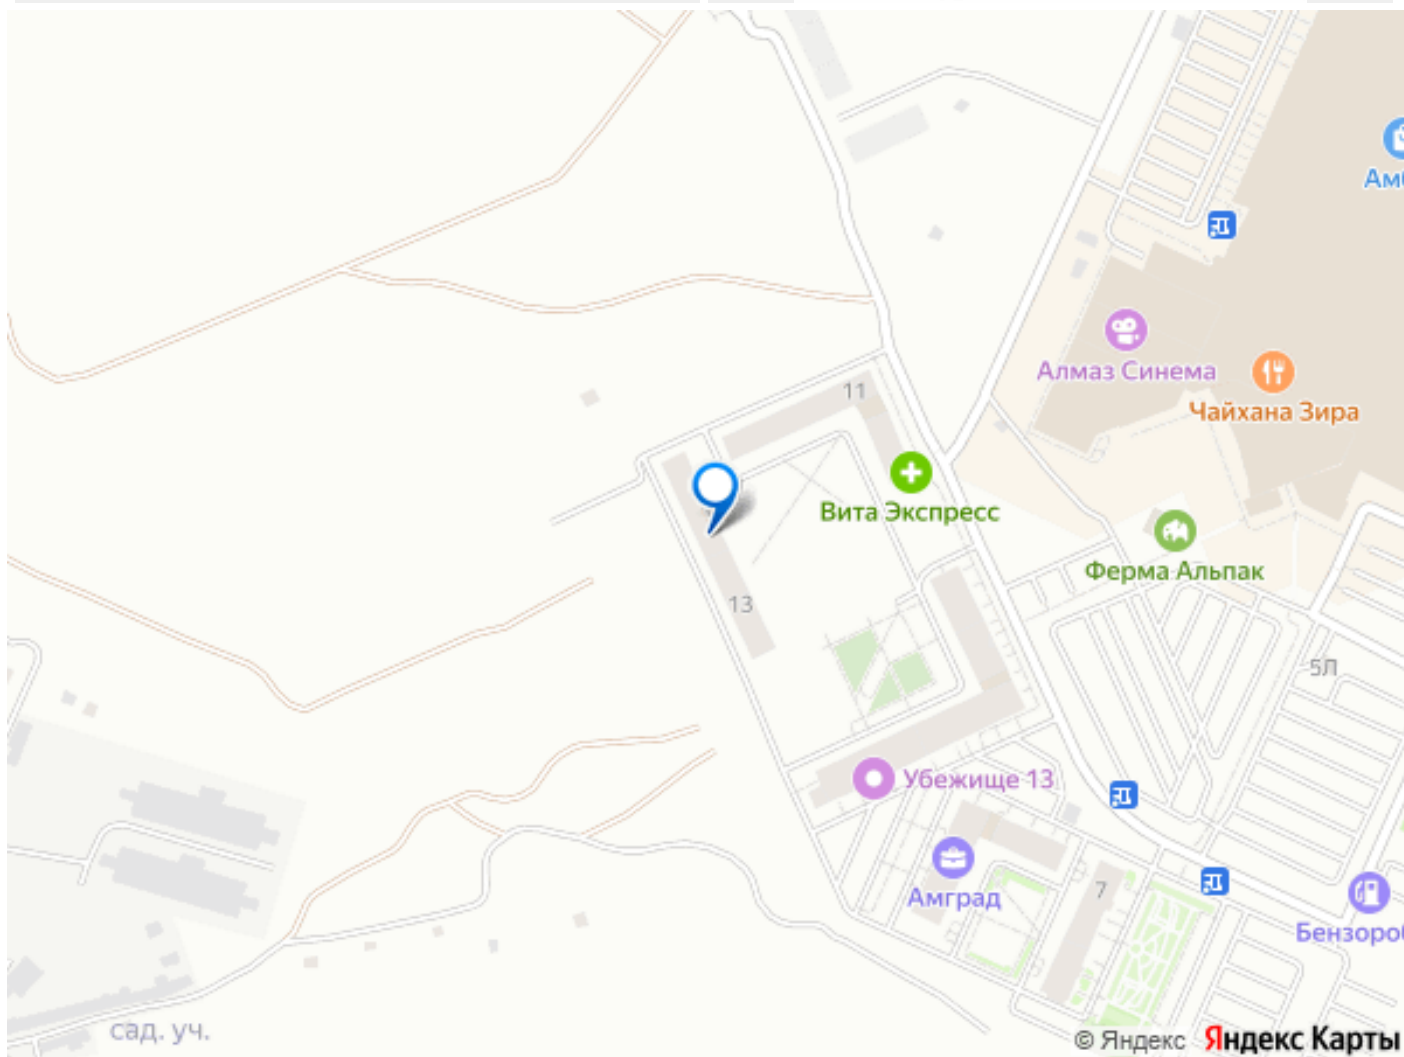 Алмаз Синема
11
Чайхана Зира
Вита Экспресс
Ферма Альпак
13
5Л
Убежище 13
Амград
7
сад. уч.
© Яндекс Яндекс Карты